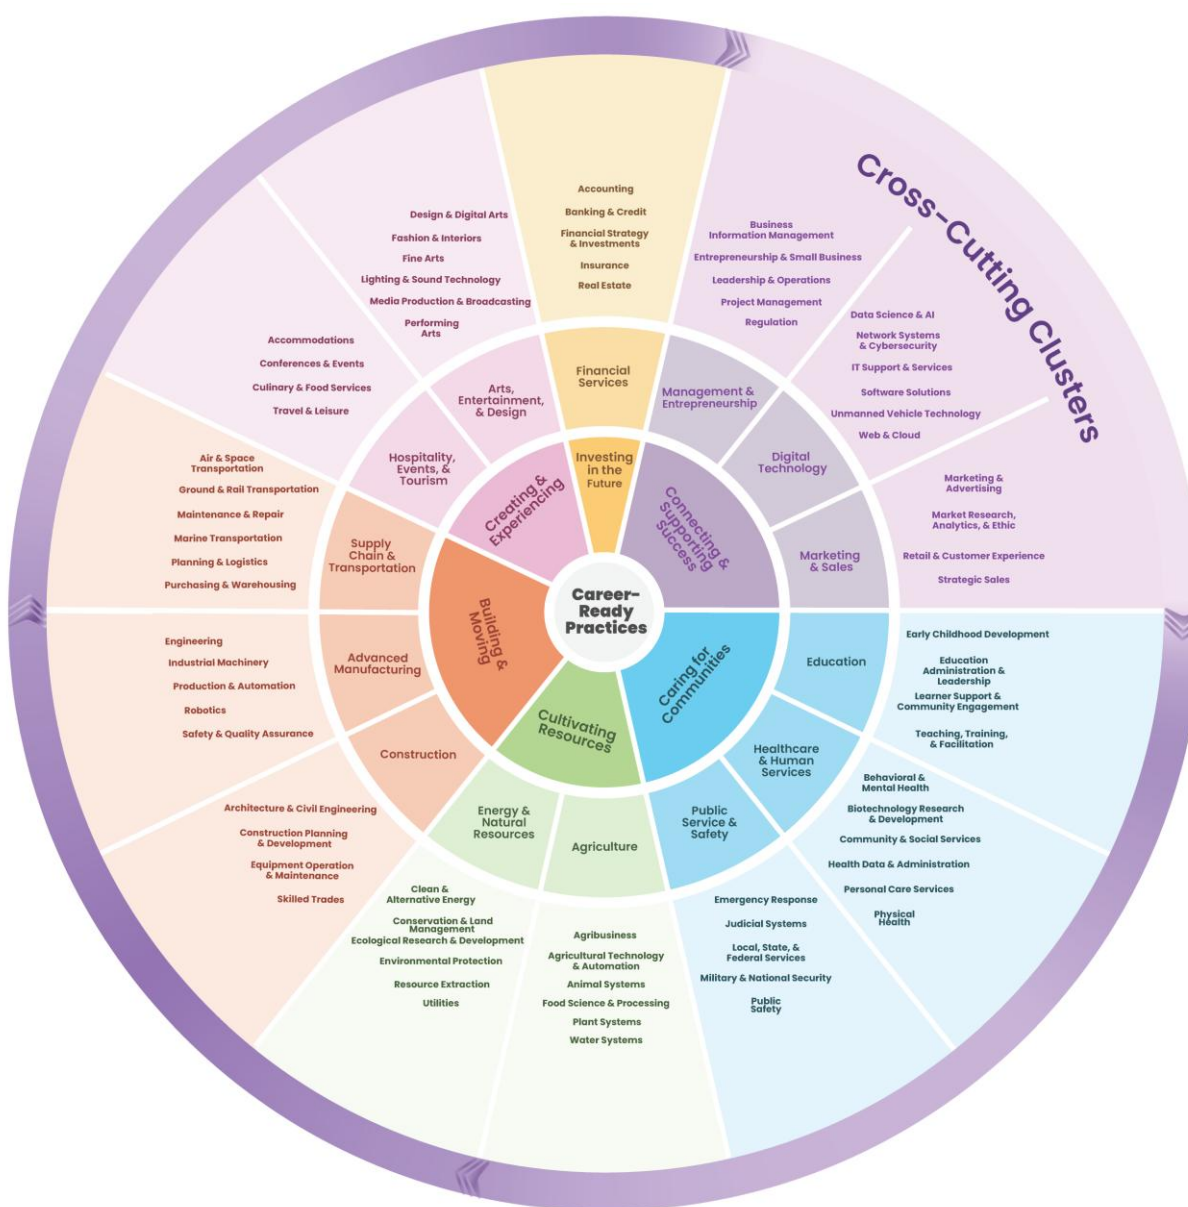 Career-
Ready
Practices
Investing
in the
Future
Financial
Services
Accounting
Banking & Credit
Financial Strategy
& Investments
Insurance
Real Estate
Cross-Cutting Clusters
Connecting &
Supporting
Success
Management &
Entrepreneurship
Business
Information Management
Entrepreneurship & Small Business
Leadership & Operations
Project Management
Regulation
Digital
Technology
Data Science & AI
Network Systems
& Cybersecurity
IT Support & Services
Software Solutions
Unmanned Vehicle Technology
Web & Cloud
Marketing
& Sales
Marketing &
Advertising
Market Research,
Analytics, & Ethic
Retail & Customer Experience
Strategic Sales
Caring for
Communities
Education
Early Childhood Development
Education
Administration &
Leadership
Learner Support &
Community Engagement
Teaching, Training,
& Facilitation
Healthcare
& Human
Services
Behavioral &
Mental Health
Biotechnology Research
& Development
Community & Social Services
Health Data & Administration
Personal Care Services
Physical
Health
Public
Service &
Safety
Emergency Response
Judicial Systems
Local, State, &
Federal Services
Military & National Security
Public
Safety
Cultivating
Resources
Agriculture
Agribusiness
Agricultural Technology
& Automation
Animal Systems
Food Science & Processing
Plant Systems
Water Systems
Energy &
Natural
Resources
Clean &
Alternative Energy
Conservation & Land
Management
Ecological Research & Development
Environmental Protection
Resource Extraction
Utilities
Building &
Moving
Construction
Architecture & Civil Engineering
Construction Planning
& Development
Equipment Operation
& Maintenance
Skilled Trades
Advanced
Manufacturing
Engineering
Industrial Machinery
Production & Automation
Robotics
Safety & Quality Assurance
Supply
Chain &
Transportation
Air & Space
Transportation
Ground & Rail Transportation
Maintenance & Repair
Marine Transportation
Planning & Logistics
Purchasing & Warehousing
Creating &
Experiencing
Hospitality,
Events, &
Tourism
Accommodations
Conferences & Events
Culinary & Food Services
Travel & Leisure
Arts,
Entertainment,
& Design
Design & Digital Arts
Fashion & Interiors
Fine Arts
Lighting & Sound Technology
Media Production & Broadcasting
Performing
Arts